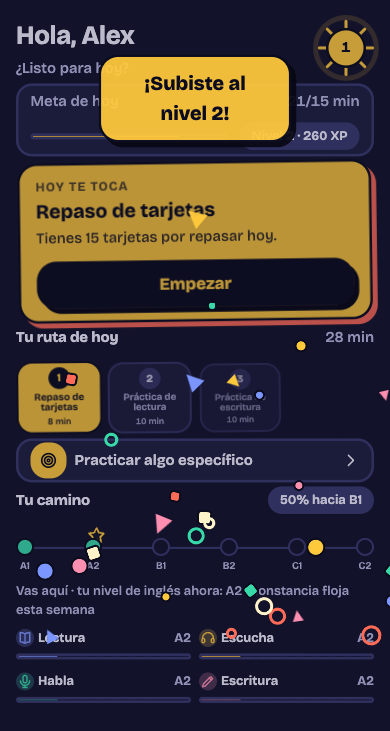 Hola, Alex
1
¿Listo para hoy?
¡Subiste al
nivel 2!
Meta de hoy
1/15 min
· 260 XP
HOY TE TOCA
Repaso de tarjetas
Tienes 15 tarjetas por repasar hoy.
Empezar
Tu ruta de hoy
28 min
1
Repaso de
tarjetas
8 min
2
Práctica de
lectura
10 min
3
Práctica de
escritura
10 min
Practicar algo específico
Tu camino
50% hacia B1
A1
A2
B1
B2
C1
C2
Vas aquí · tu nivel de inglés ahora: A2
onstancia floja
esta semana
Lectura
A2
Escucha
A2
Habla
A2
Escritura
A2